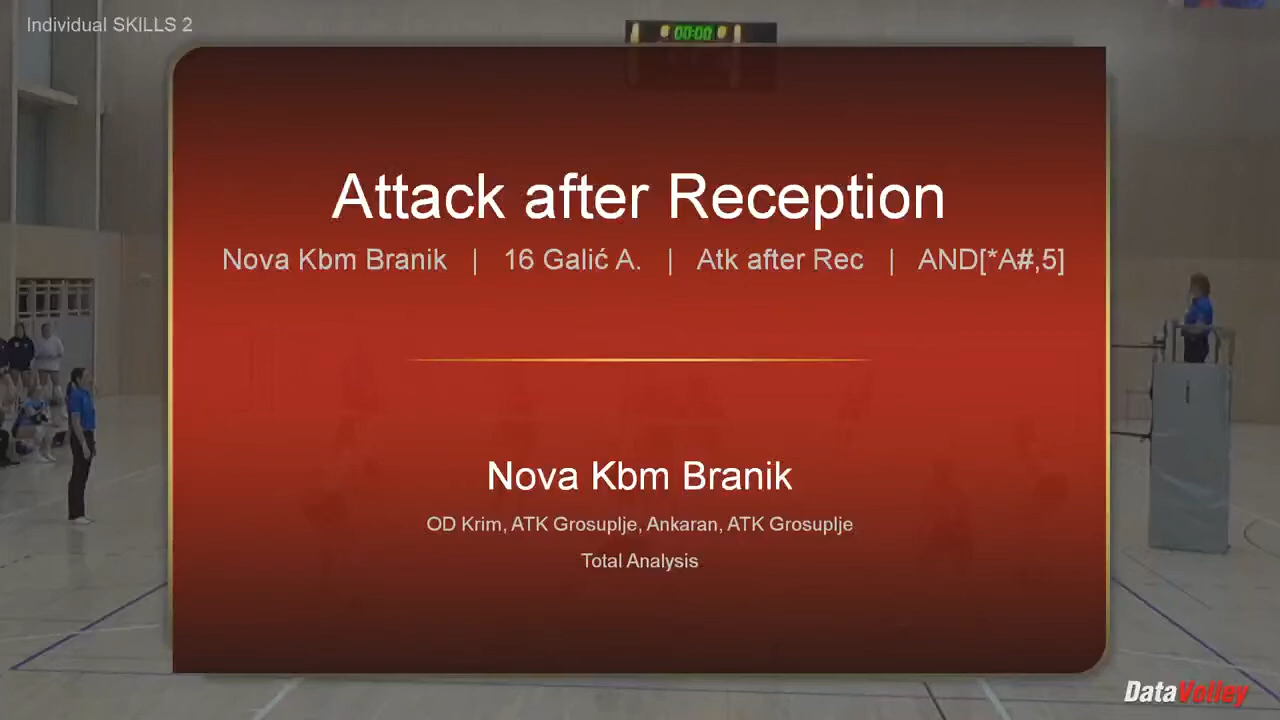 Individual SKILLS 2
00:00
Attack after Reception
Nova Kbm Branik | 16 Galić A. | Atk after Rec | AND[*A#,5]
Nova Kbm Branik
OD Krim, ATK Grosuplje, Ankaran, ATK Grosuplje
Total Analysis
DataVolley